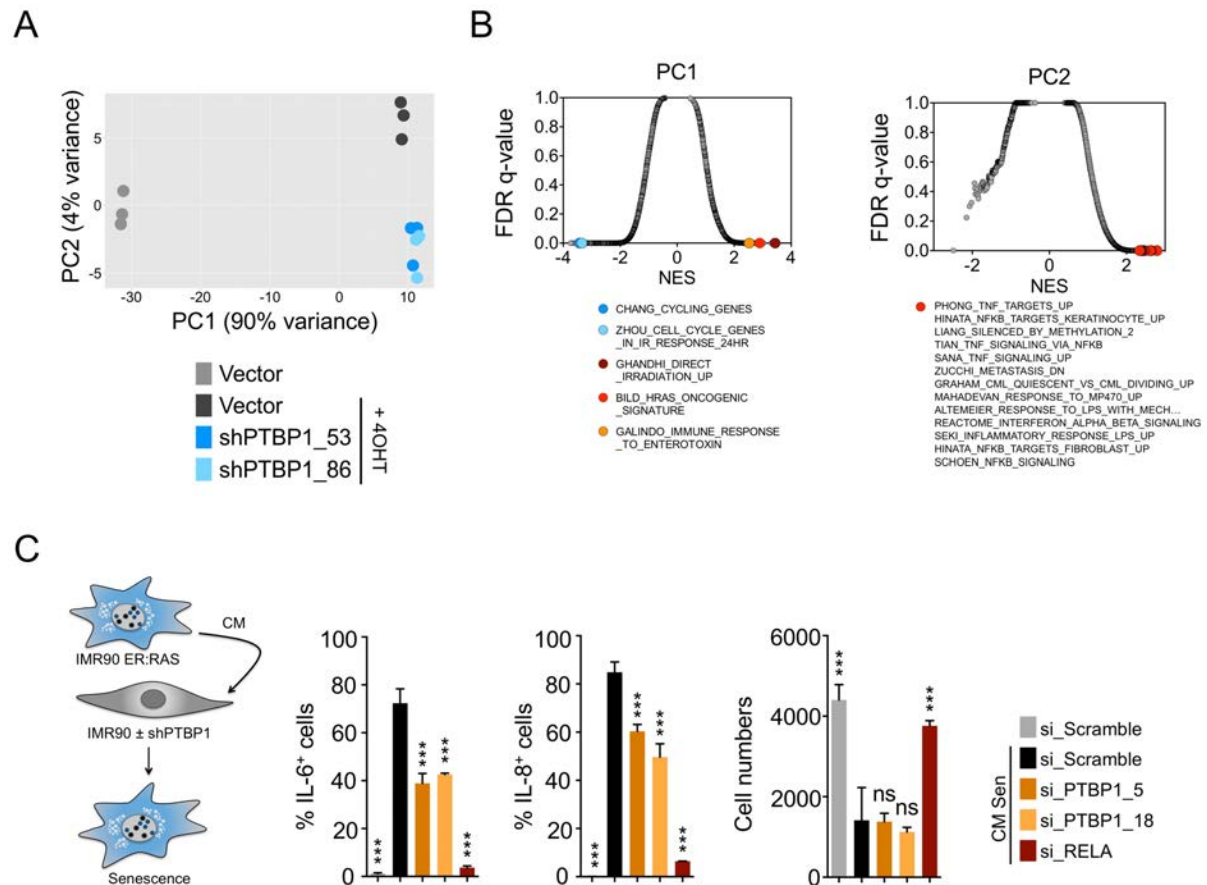 A
PC2 (4% variance)
5
0
-5
-30
-20
-10
0
10
PC1 (90% variance)
Vector
Vector
shPTBP1_53
shPTBP1_86
+ 4OHT
B
PC1
FDR q-value
1.0
0.8
0.6
0.4
0.2
0.0
-4
-2
0
2
4
NES
CHANG_CYCLING_GENES
ZHOU_CELL_CYCLE_GENES
_IN_IR_RESPONSE_24HR
GHANDHI_DIRECT
_IRRADIATION_UP
BILD_HRAS_ONCOGENIC
_SIGNATURE
GALINDO_IMMUNE_RESPONSE
_TO_ENTEROTOXIN
PC2
FDR q-value
1.0
0.8
0.6
0.4
0.2
0.0
-2
0
2
NES
PHONG_TNF_TARGETS_UP
HINATA_NFKB_TARGETS_KERATINOCYTE_UP
LIANG_SILENCED_BY_METHYLATION_2
TIAN_TNF_SIGNALING_VIA_NFKB
SANA_TNF_SIGNALING_UP
ZUCCHI_METASTASIS_DN
GRAHAM_CML_QUIESCENT_VS_CML_DIVIDING_UP
MAHADEVAN_RESPONSE_TO_MP470_UP
ALTEMEIER_RESPONSE_TO_LPS_WITH_MECH...
REACTOME_INTERFERON_ALPHA_BETA_SIGNALING
SEKI_INFLAMMATORY_RESPONSE_LPS_UP
HINATA_NFKB_TARGETS_FIBROBLAST_UP
SCHOEN_NFKB_SIGNALING
C
CM
IMR90 ER:RAS
IMR90 ± shPTBP1
Senescence
% IL-6+ cells
100
80
60
40
20
0
***
***
***
***
% IL-8+ cells
100
80
60
40
20
0
***
***
***
***
Cell numbers
6000
4000
2000
0
***
ns
ns
***
si_Scramble
si_Scramble
si_PTBP1_5
si_PTBP1_18
si_RELA
CM Sen